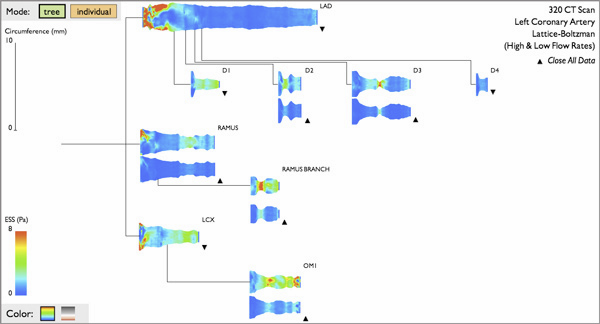 Mode: tree individual
LAD
320 CT Scan
Left Coronary Artery
Lattice-Boltzman
(High & Low Flow Rates)
▲ Close All Data
Circumference (mm)
10
0
D1
D2
D3
D4
RAMUS
RAMUS BRANCH
LCX
OM1
ESS (Pa)
8
0
Color: